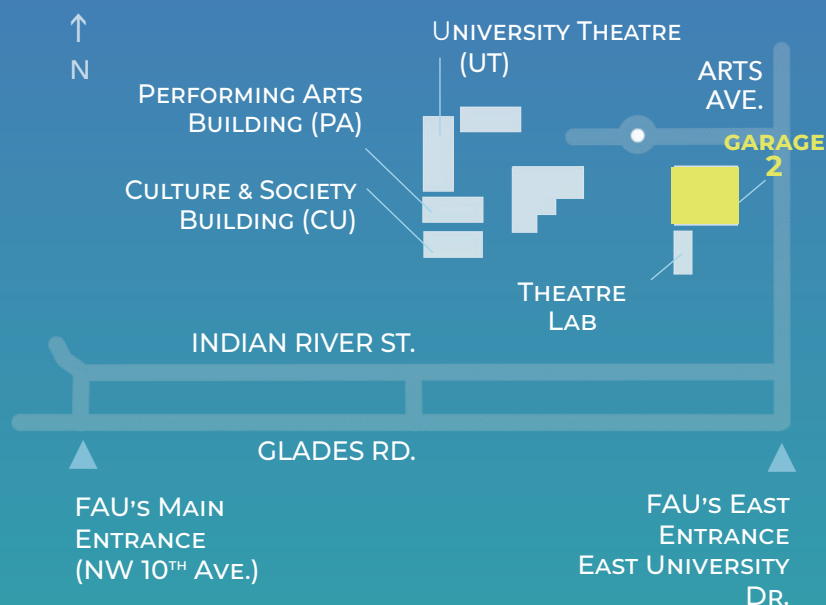 N
University Theatre
(UT)
Performing Arts
Building (PA)
ARTS
AVE.
GARAGE
2
Culture & Society
Building (CU)
Theatre
Lab
INDIAN RIVER ST.
GLADES RD.
FAU's Main
Entrance
(NW 10th Ave.)
FAU's East
Entrance
East University
Dr.